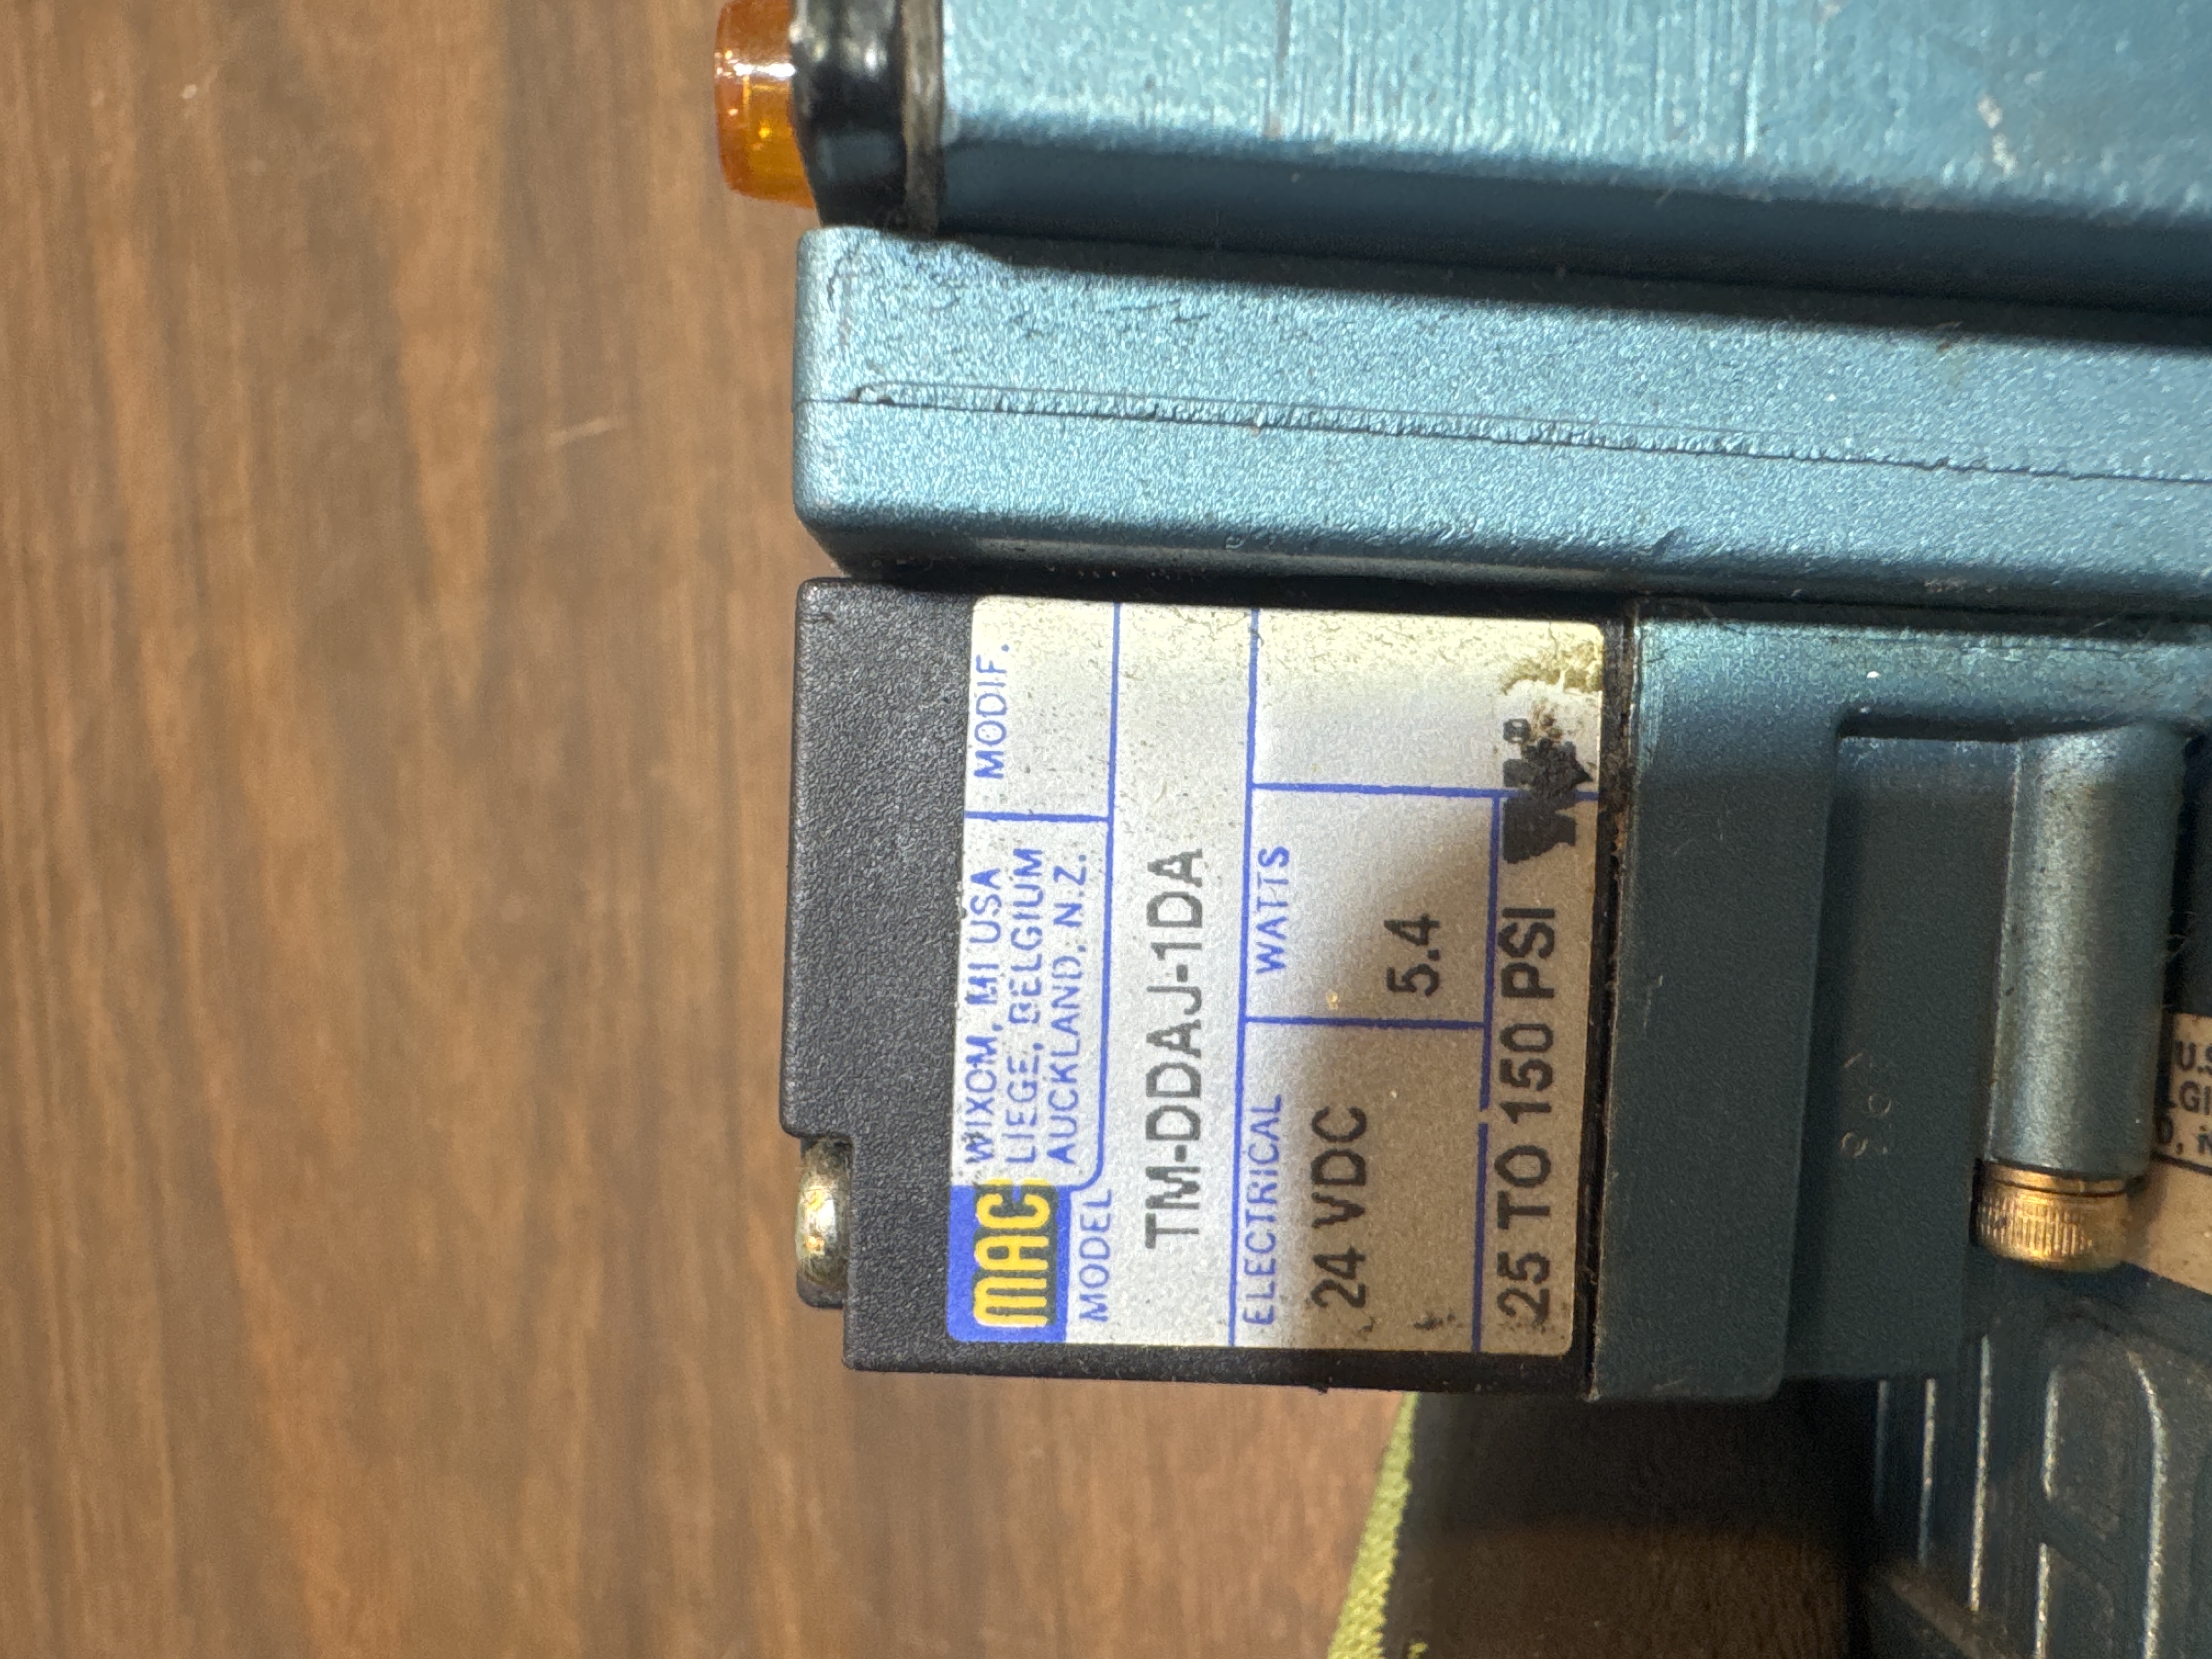 MAC
WIXOM, MI USA
LIEGE, BELGIUM
AUCKLAND, N.Z.
MODIF.
MODEL
TM-DDAJ-1DA
ELECTRICAL
WATTS
24 VDC
5.4
25 TO 150 PSI